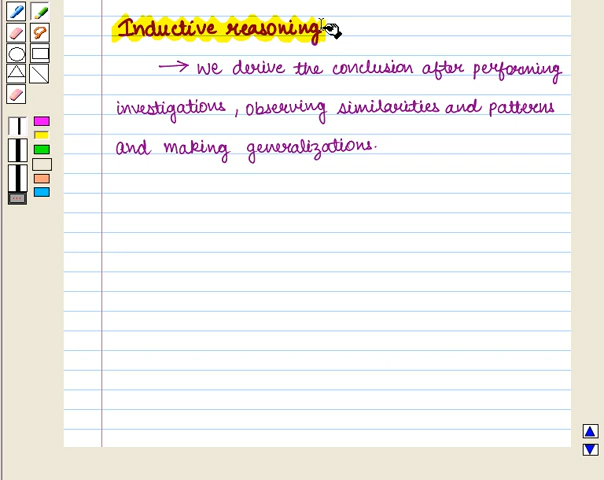 Inductive reasoning
→ We derive the conclusion after performing
investigations, observing similarities and patterns
and making generalizations.